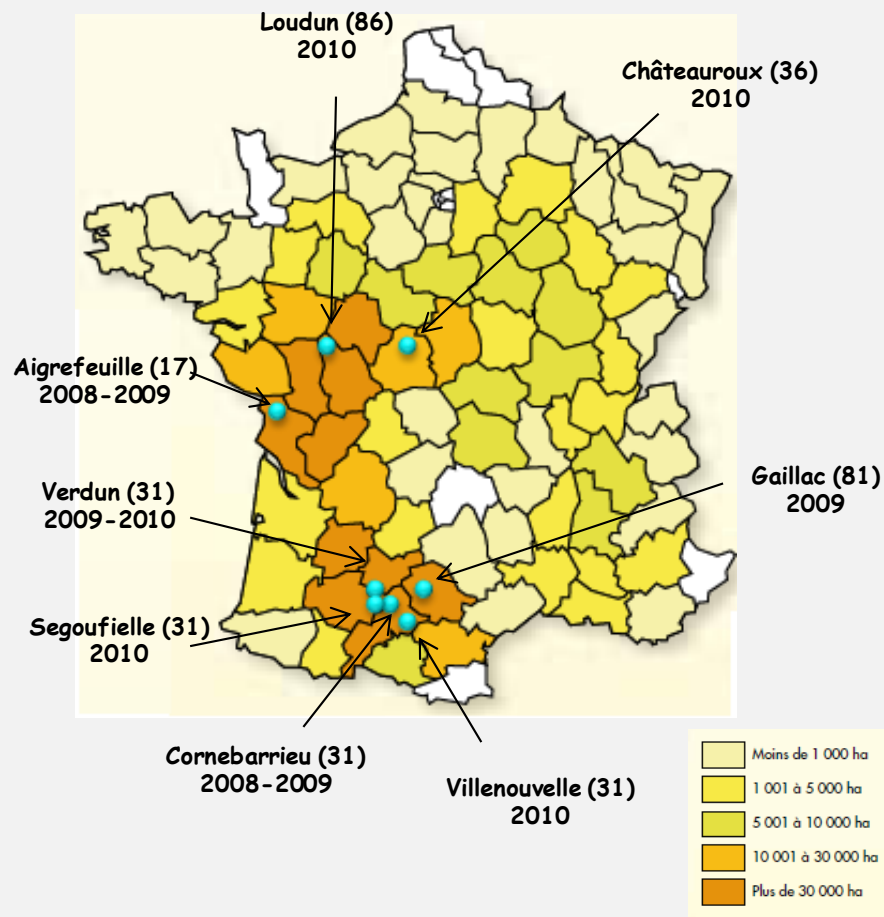 Loudun (86)
2010
Châteauroux (36)
2010
Aigrefeuille (17)
2008-2009
Verdun (31)
2009-2010
Gaillac (81)
2009
Segoufielle (31)
2010
Cornebarrieu (31)
2008-2009
Villenouvelle (31)
2010
Moins de 1 000 ha
1 001 à 5 000 ha
5 001 à 10 000 ha
10 001 à 30 000 ha
Plus de 30 000 ha